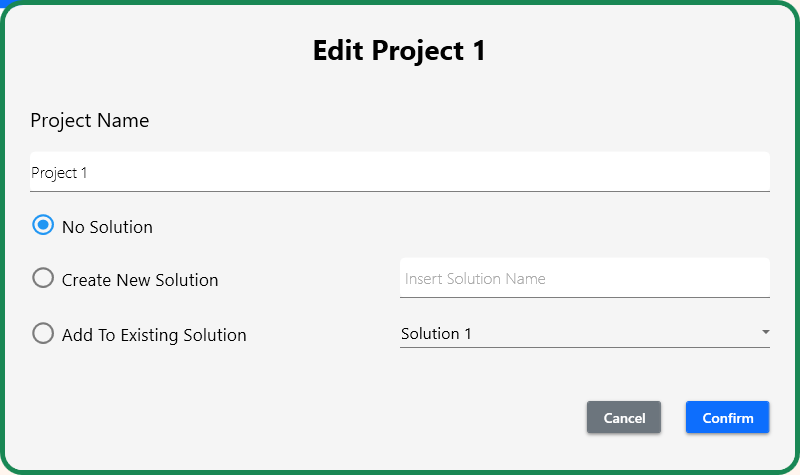 Edit Project 1
Project Name
Project 1
No Solution
Create New Solution
Insert Solution Name
Add To Existing Solution
Solution 1
Cancel
Confirm